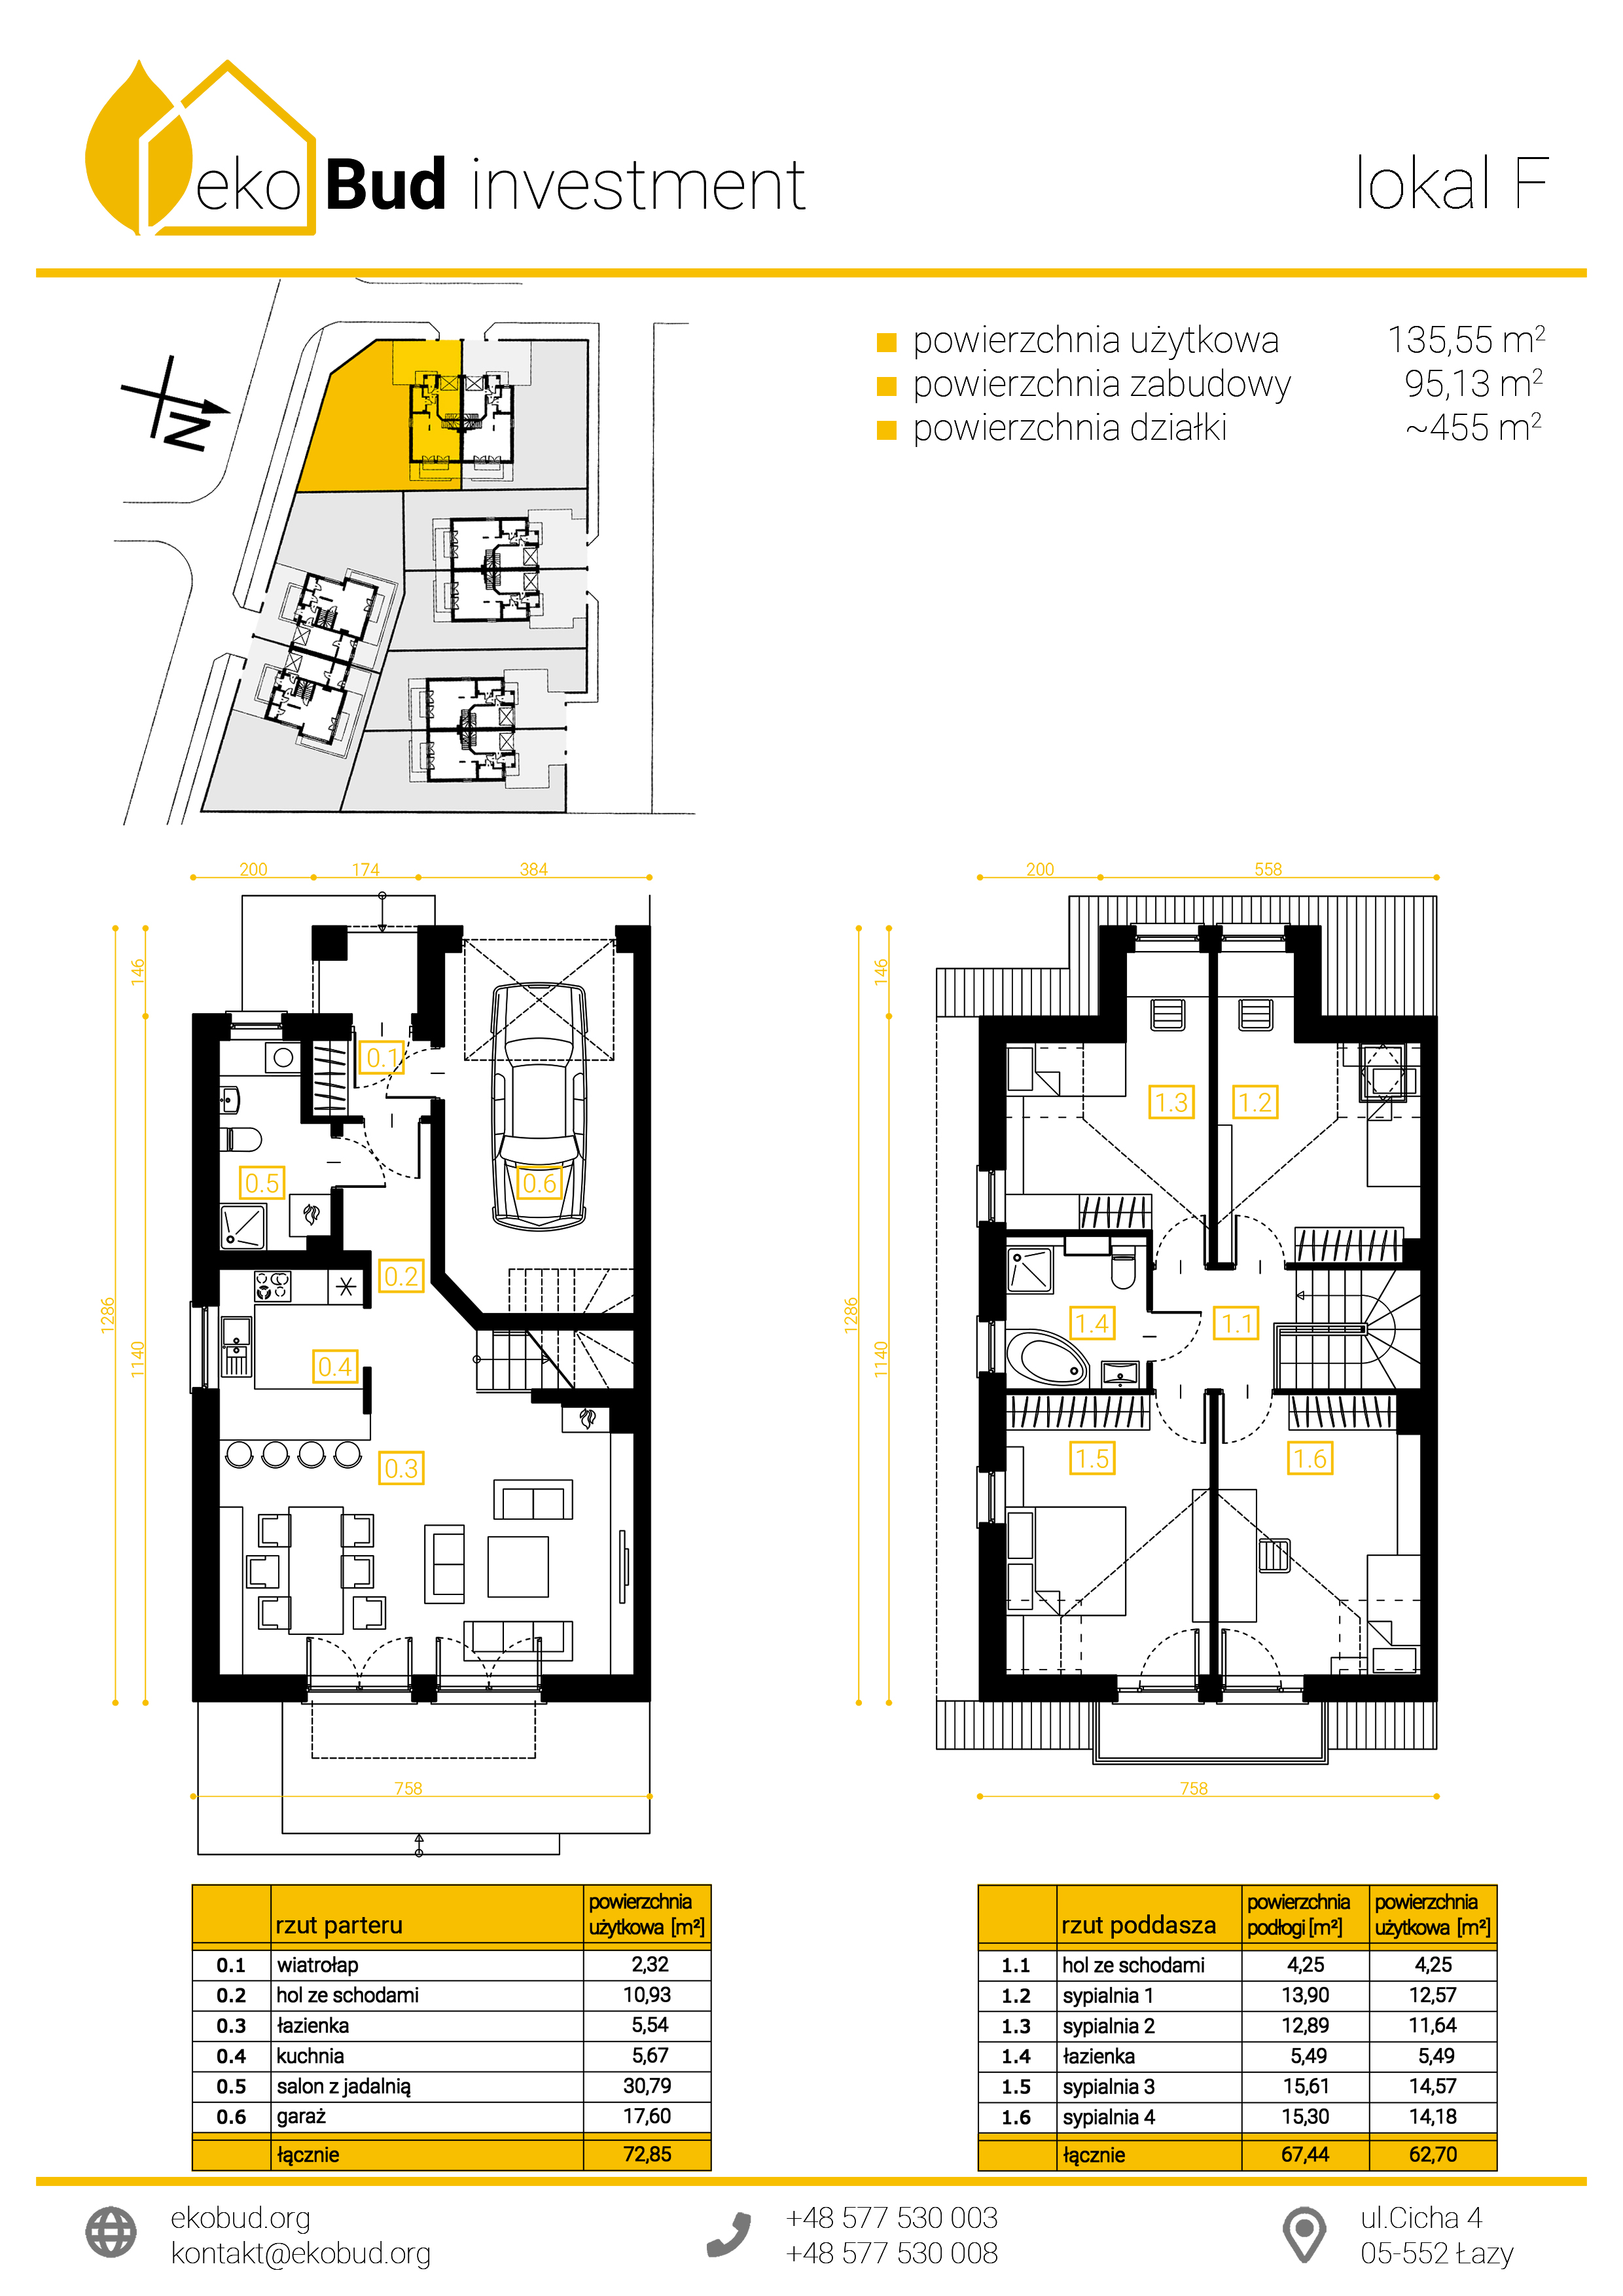 eko Bud investment
lokal F
powierzchnia użytkowa 135,55 m²
powierzchnia zabudowy 95,13 m²
powierzchnia działki ~455 m²
N
200 174 384
146
1286
1140
0.1
0.5
0.6
0.2
0.4
0.3
758
200 558
146
1286
1140
1.3
1.2
1.4
1.1
1.5
1.6
758
rzut parteru powierzchnia użytkowa [m²]
0.1 wiatrołap 2,32
0.2 hol ze schodami 10,93
0.3 łazienka 5,54
0.4 kuchnia 5,67
0.5 salon z jadalnią 30,79
0.6 garaż 17,60
łącznie 72,85
rzut poddasza powierzchnia podłogi [m²] powierzchnia użytkowa [m²]
1.1 hol ze schodami 4,25 4,25
1.2 sypialnia 1 13,90 12,57
1.3 sypialnia 2 12,89 11,64
1.4 łazienka 5,49 5,49
1.5 sypialnia 3 15,61 14,57
1.6 sypialnia 4 15,30 14,18
łącznie 67,44 62,70
ekobud.org
kontakt@ekobud.org
+48 577 530 003
+48 577 530 008
ul.Cicha 4
05-552 Łazy